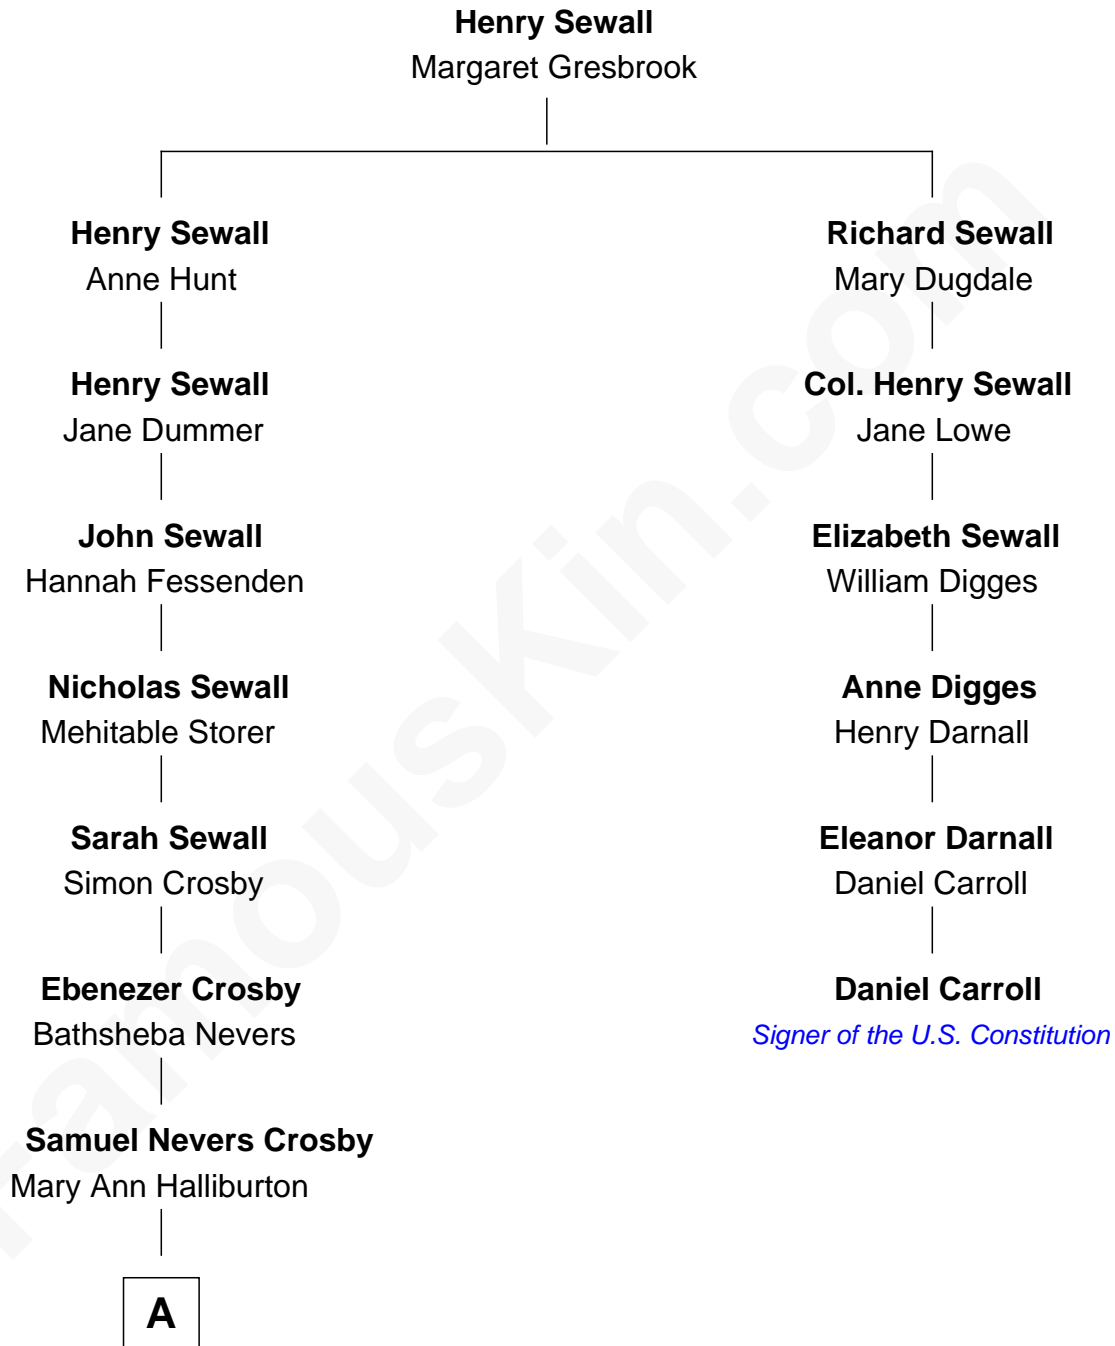 Henry Sewall
Margaret Gresbrook
Henry Sewall
Anne Hunt
Richard Sewall
Mary Dugdale
Henry Sewall
Jane Dummer
Col. Henry Sewall
Jane Lowe
John Sewall
Hannah Fessenden
Elizabeth Sewall
William Digges
Nicholas Sewall
Mehitable Storer
Anne Digges
Henry Darnall
Sarah Sewall
Simon Crosby
Eleanor Darnall
Daniel Carroll
Ebenezer Crosby
Bathsheba Nevers
Daniel Carroll
Signer of the U.S. Constitution
Samuel Nevers Crosby
Mary Ann Halliburton
A
FamousKin.com